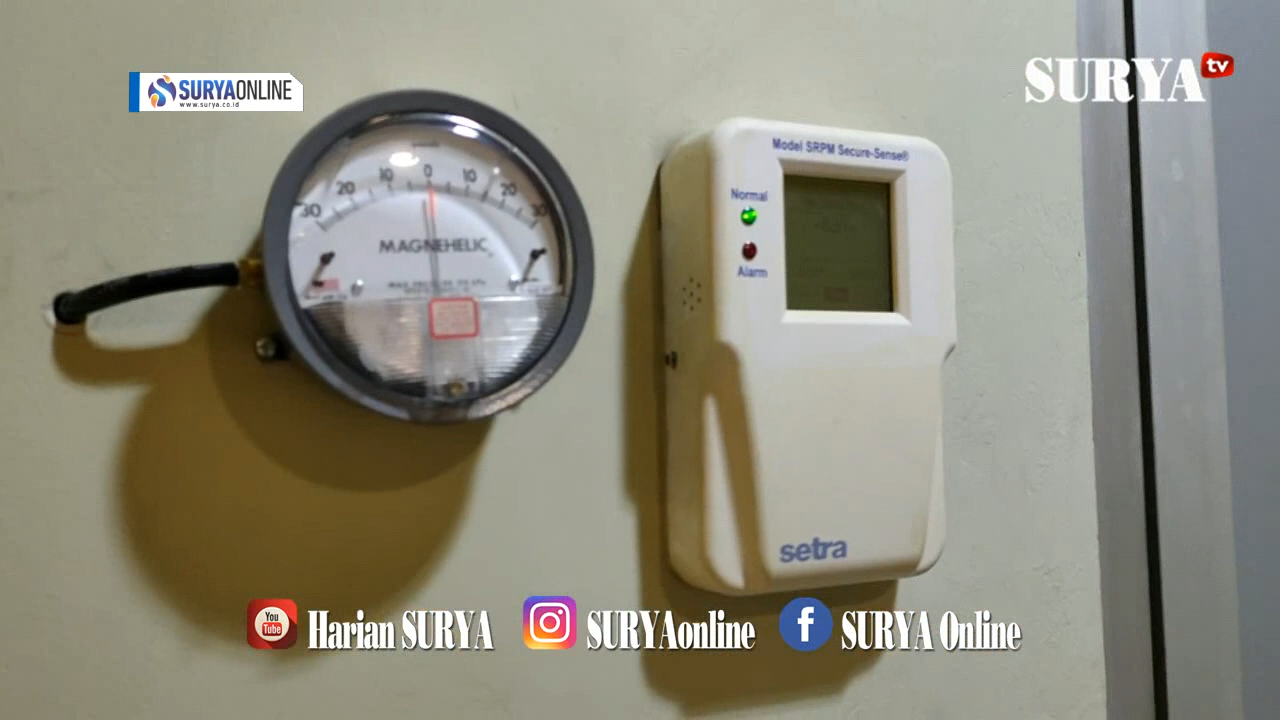 SURYAONLINE
www.surya.co.id
SURYA tv
30 20 10 0 10 20 30
MAGNEHELIC
Model SRPM Secure-Sense®
Normal
Alarm
setra
You
Tube
Harian SURYA
SURYAonline
f
SURYA Online